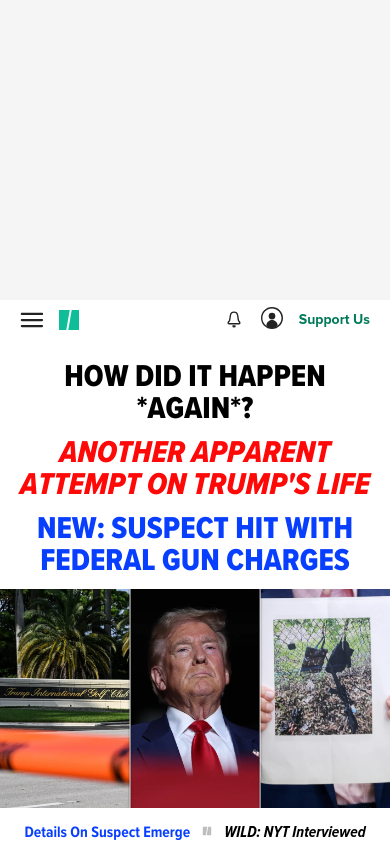 Support Us
HOW DID IT HAPPEN
*AGAIN*?
ANOTHER APPARENT
ATTEMPT ON TRUMP'S LIFE
NEW: SUSPECT HIT WITH
FEDERAL GUN CHARGES
Trump International Golf Club
Details On Suspect Emerge
WILD: NYT Interviewed